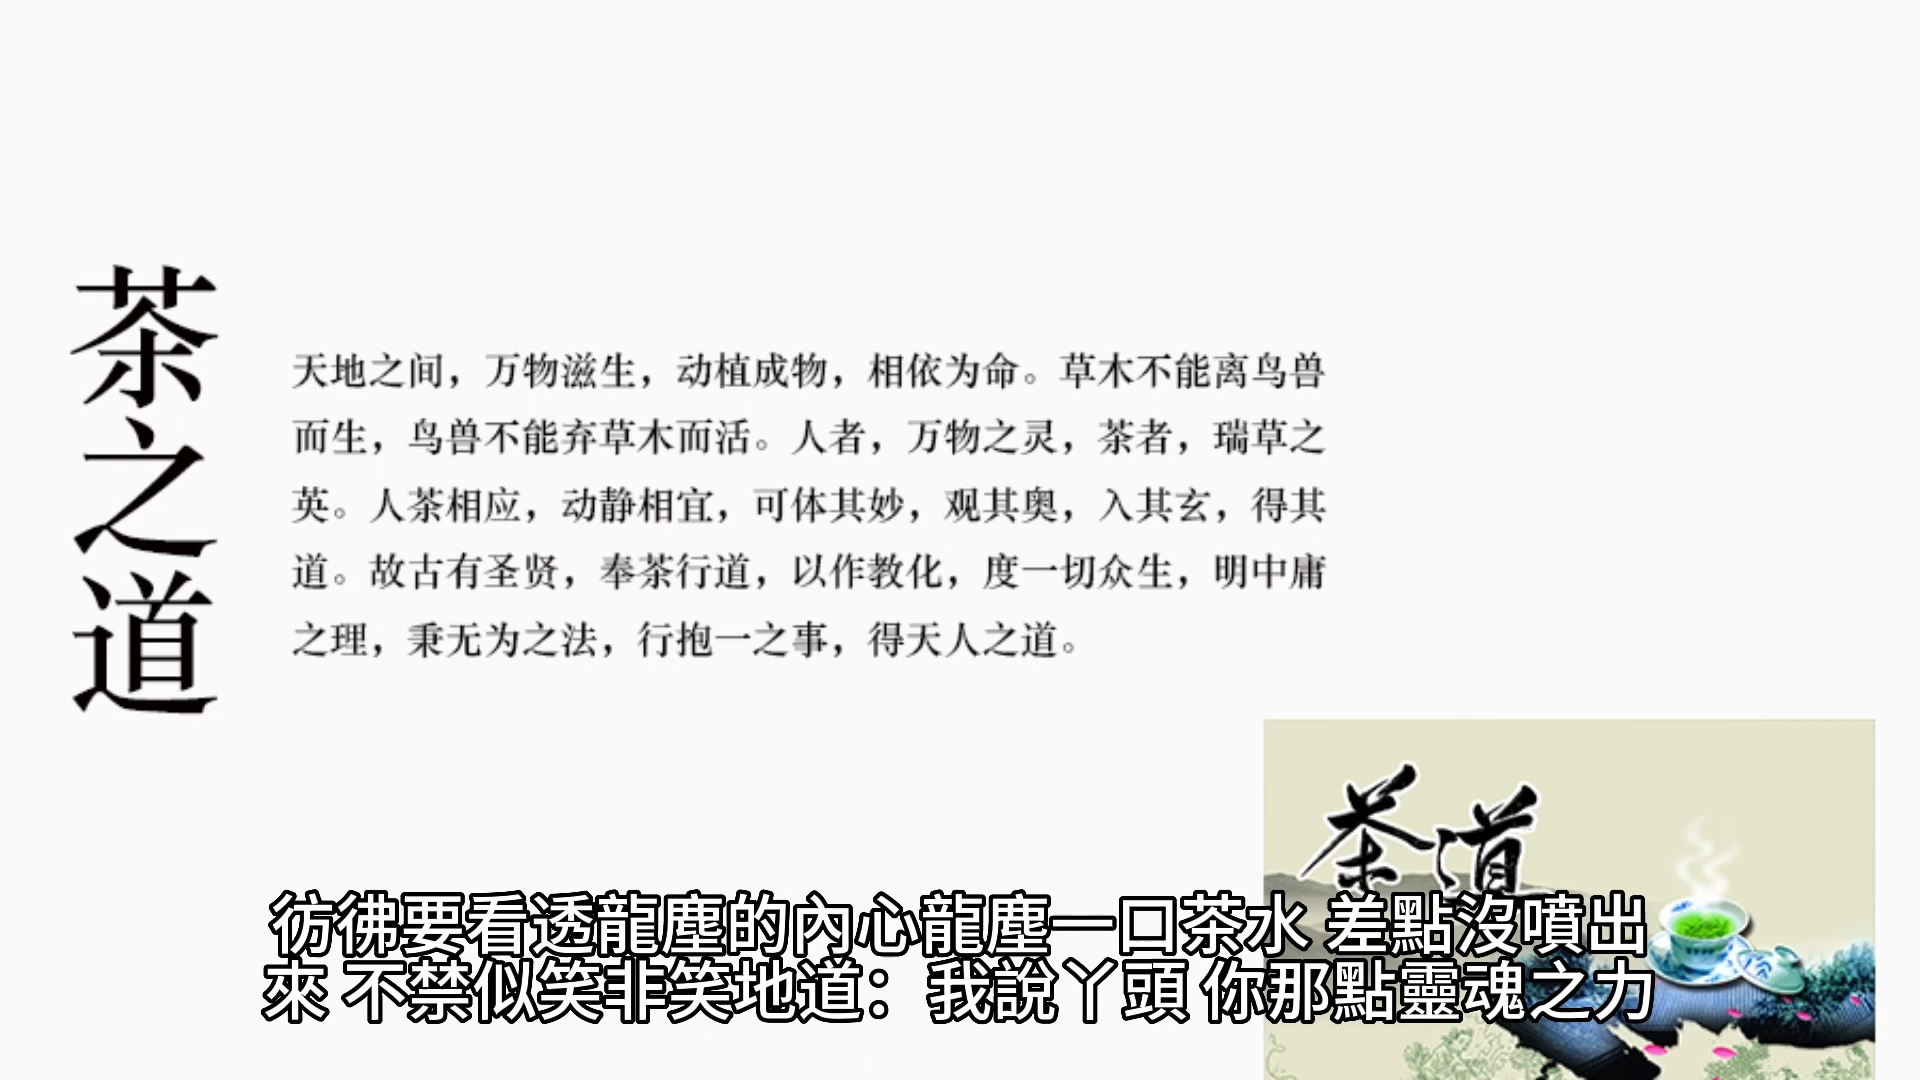 茶之道
天地之间，万物滋生，动植成物，相依为命。草木不能离鸟兽
而生，鸟兽不能弃草木而活。人者，万物之灵，茶者，瑞草之
英。人茶相应，动静相宜，可体其妙，观其奥，入其玄，得其
道。故古有圣贤，奉茶行道，以作教化，度一切众生，明中庸
之理，秉无为之法，行抱一之事，得天人之道。
茶道
彷彿要看透龍塵的內心龍塵一口茶水 差點沒噴出
來 不禁似笑非笑地道：我說丫頭 你那點靈魂之力